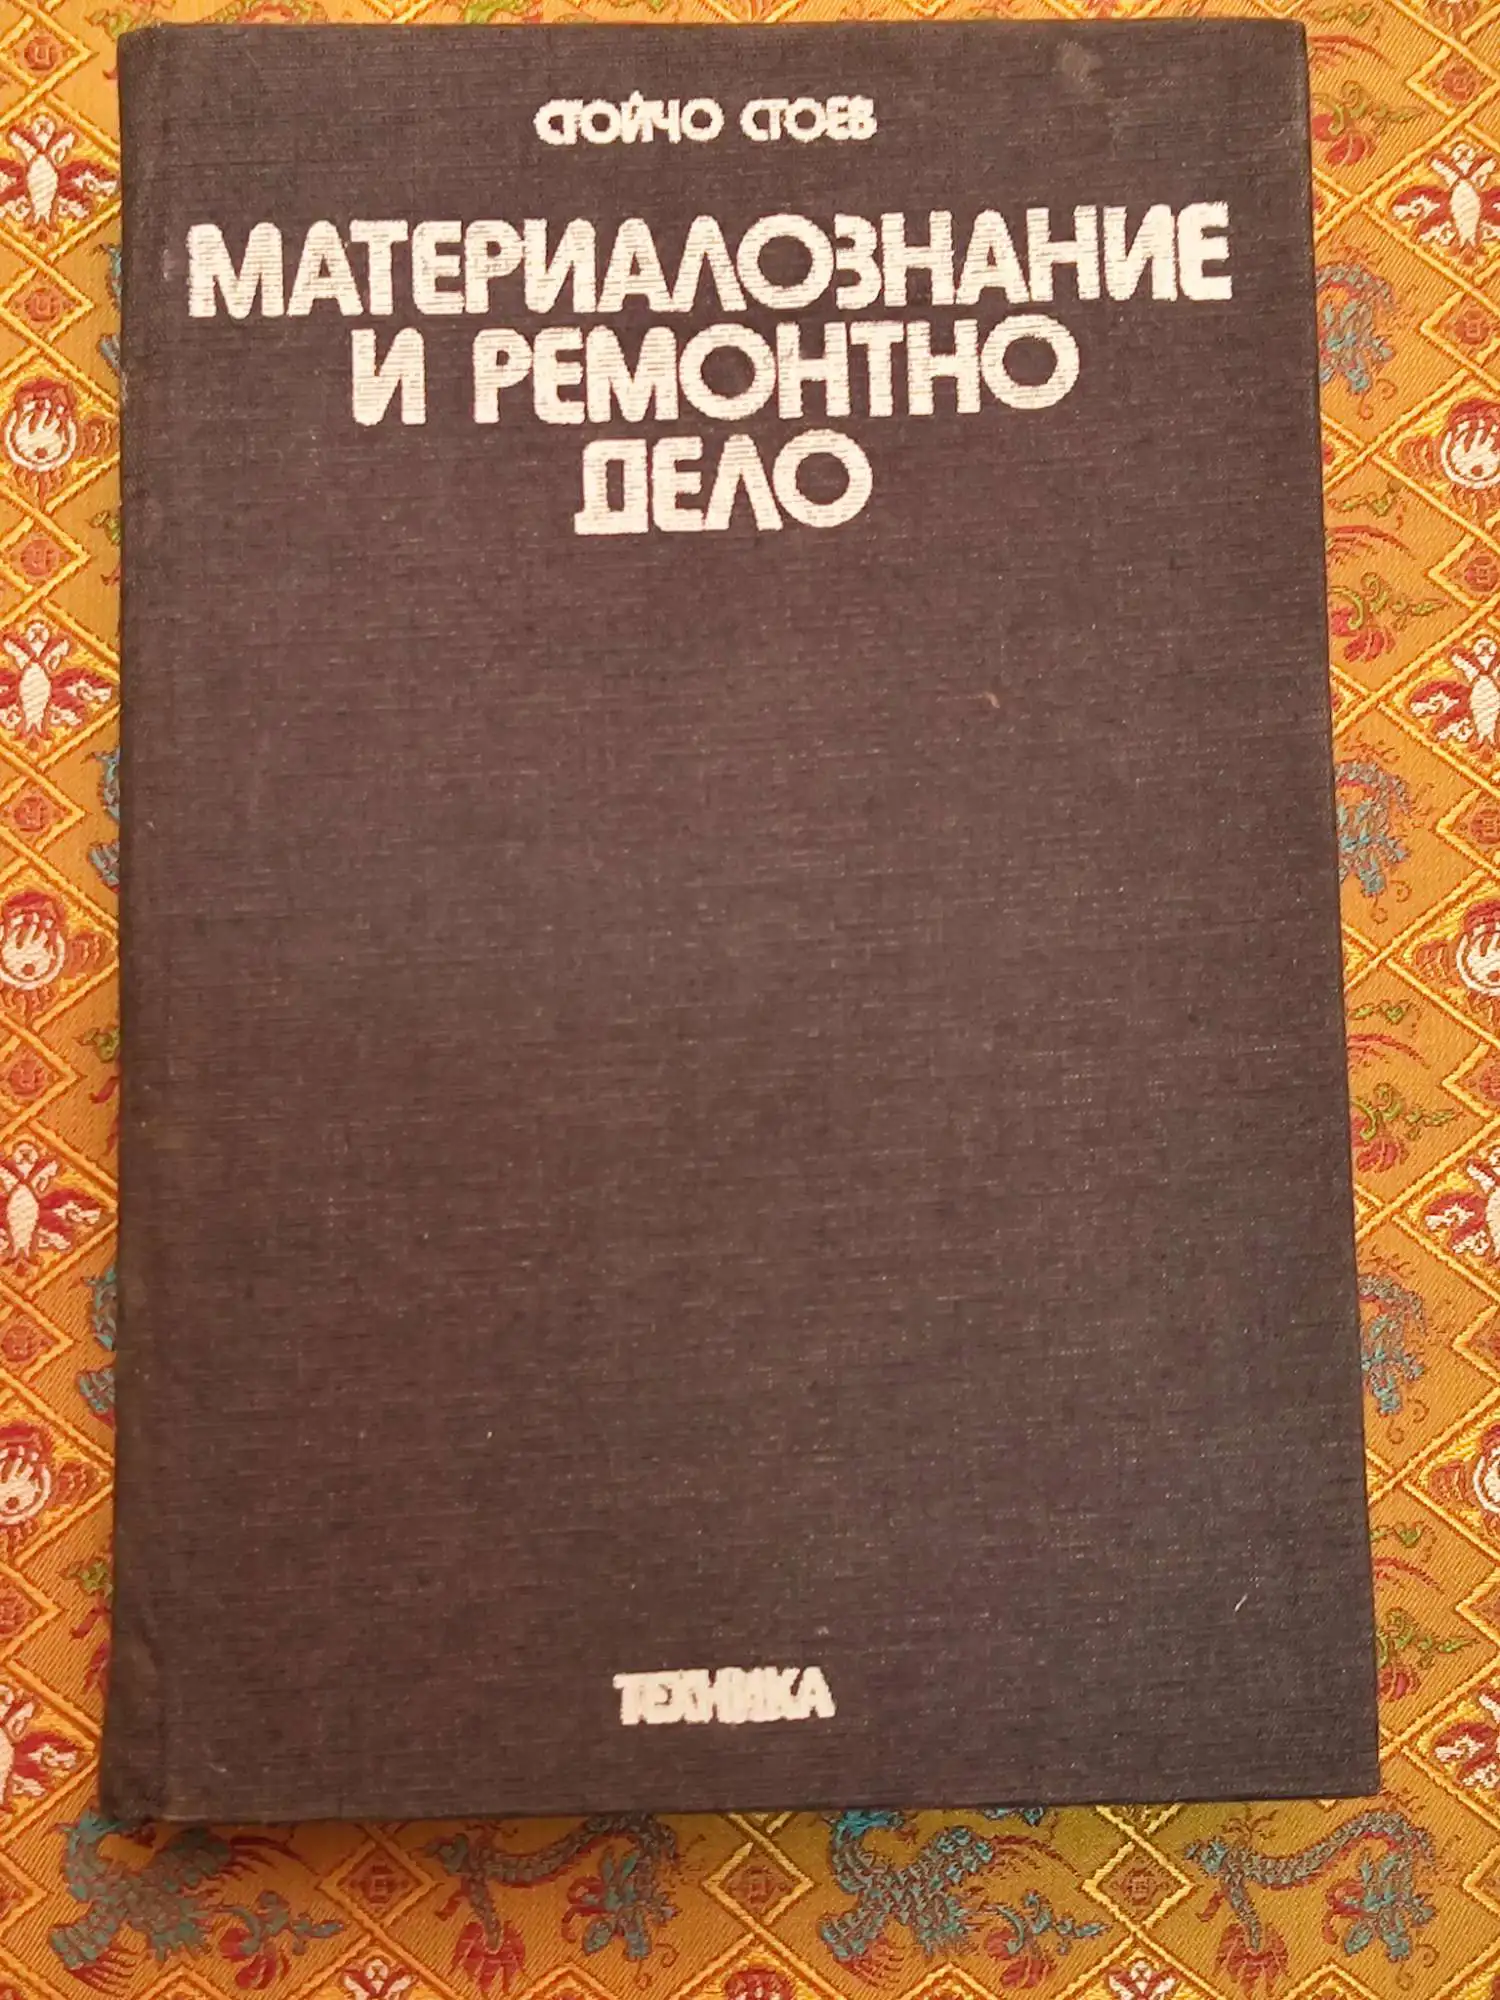 СТОЙЧО СТОЕВ
МАТЕРИАЛОЗНАНИЕ
И РЕМОНТНО
ДЕЛО
ТЕХНИКА